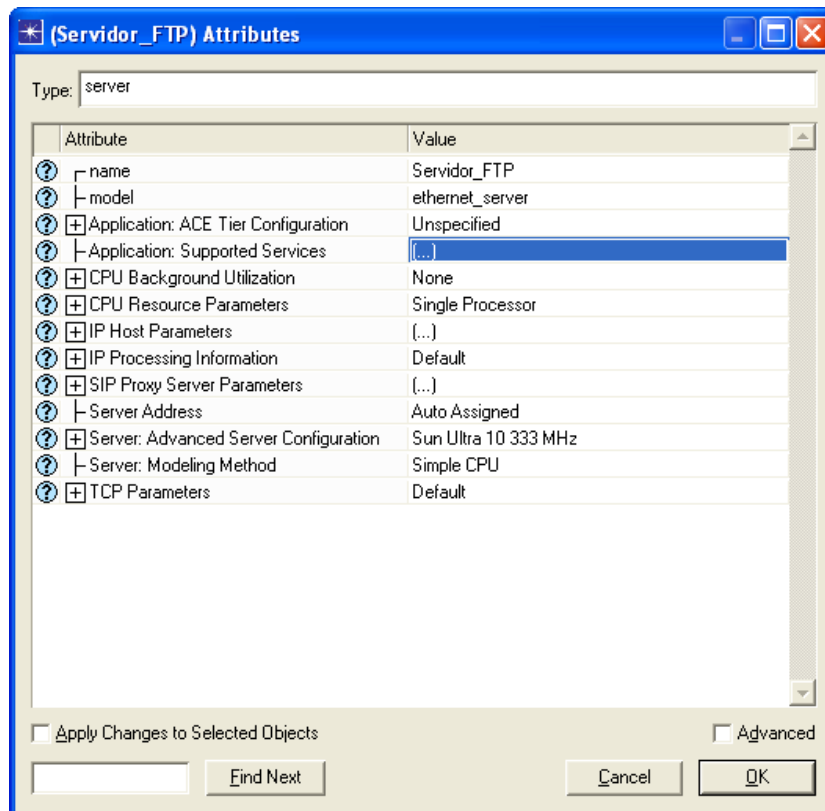 (Servidor_FTP) Attributes
Type: server
Attribute Value
name Servidor_FTP
model ethernet_server
Application: ACE Tier Configuration Unspecified
Application: Supported Services (...)
CPU Background Utilization None
CPU Resource Parameters Single Processor
IP Host Parameters (...)
IP Processing Information Default
SIP Proxy Server Parameters (...)
Server Address Auto Assigned
Server: Advanced Server Configuration Sun Ultra 10 333 MHz
Server: Modeling Method Simple CPU
TCP Parameters Default
Apply Changes to Selected Objects Advanced
Find Next Cancel OK